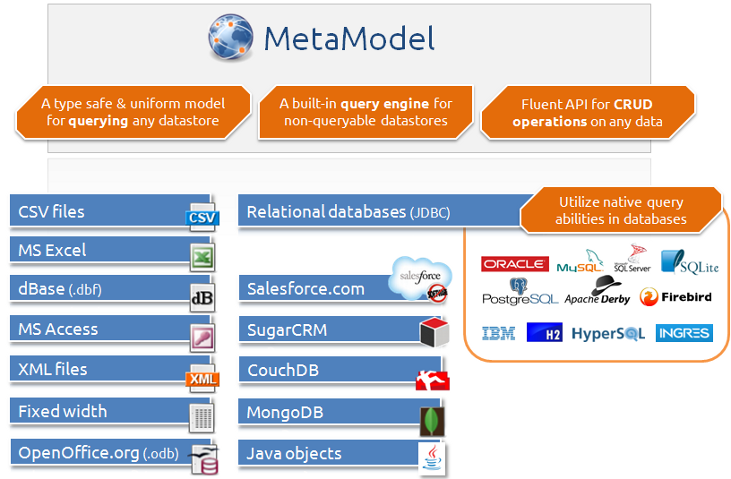 MetaModel
A type safe & uniform model
for querying any datastore
A built-in query engine for
non-queryable datastores
Fluent API for CRUD
operations on any data
CSV files
CSV
MS Excel
dBase (.dbf)
dB
MS Access
XML files
XML
Fixed width
OpenOffice.org (.odb)
Relational databases (JDBC)
Salesforce.com
salesforce
SugarCRM
CouchDB
MongoDB
Java objects
Utilize native query
abilities in databases
ORACLE
MySQL
SQL Server
SQLite
PostgreSQL
Apache Derby
Firebird
IBM
H2
HyperSQL
INGRES